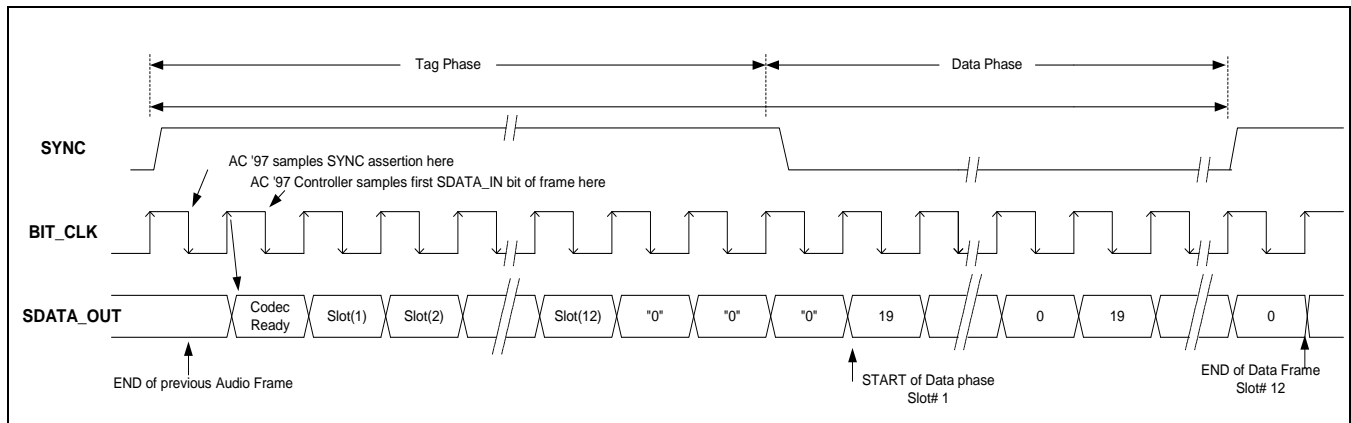 Tag Phase
Data Phase
SYNC
AC '97 samples SYNC assertion here
AC '97 Controller samples first SDATA_IN bit of frame here
BIT_CLK
SDATA_OUT
Codec
Ready
Slot(1)
Slot(2)
Slot(12)
"0"
"0"
"0"
19
0
19
0
END of previous Audio Frame
START of Data phase
Slot# 1
END of Data Frame
Slot# 12